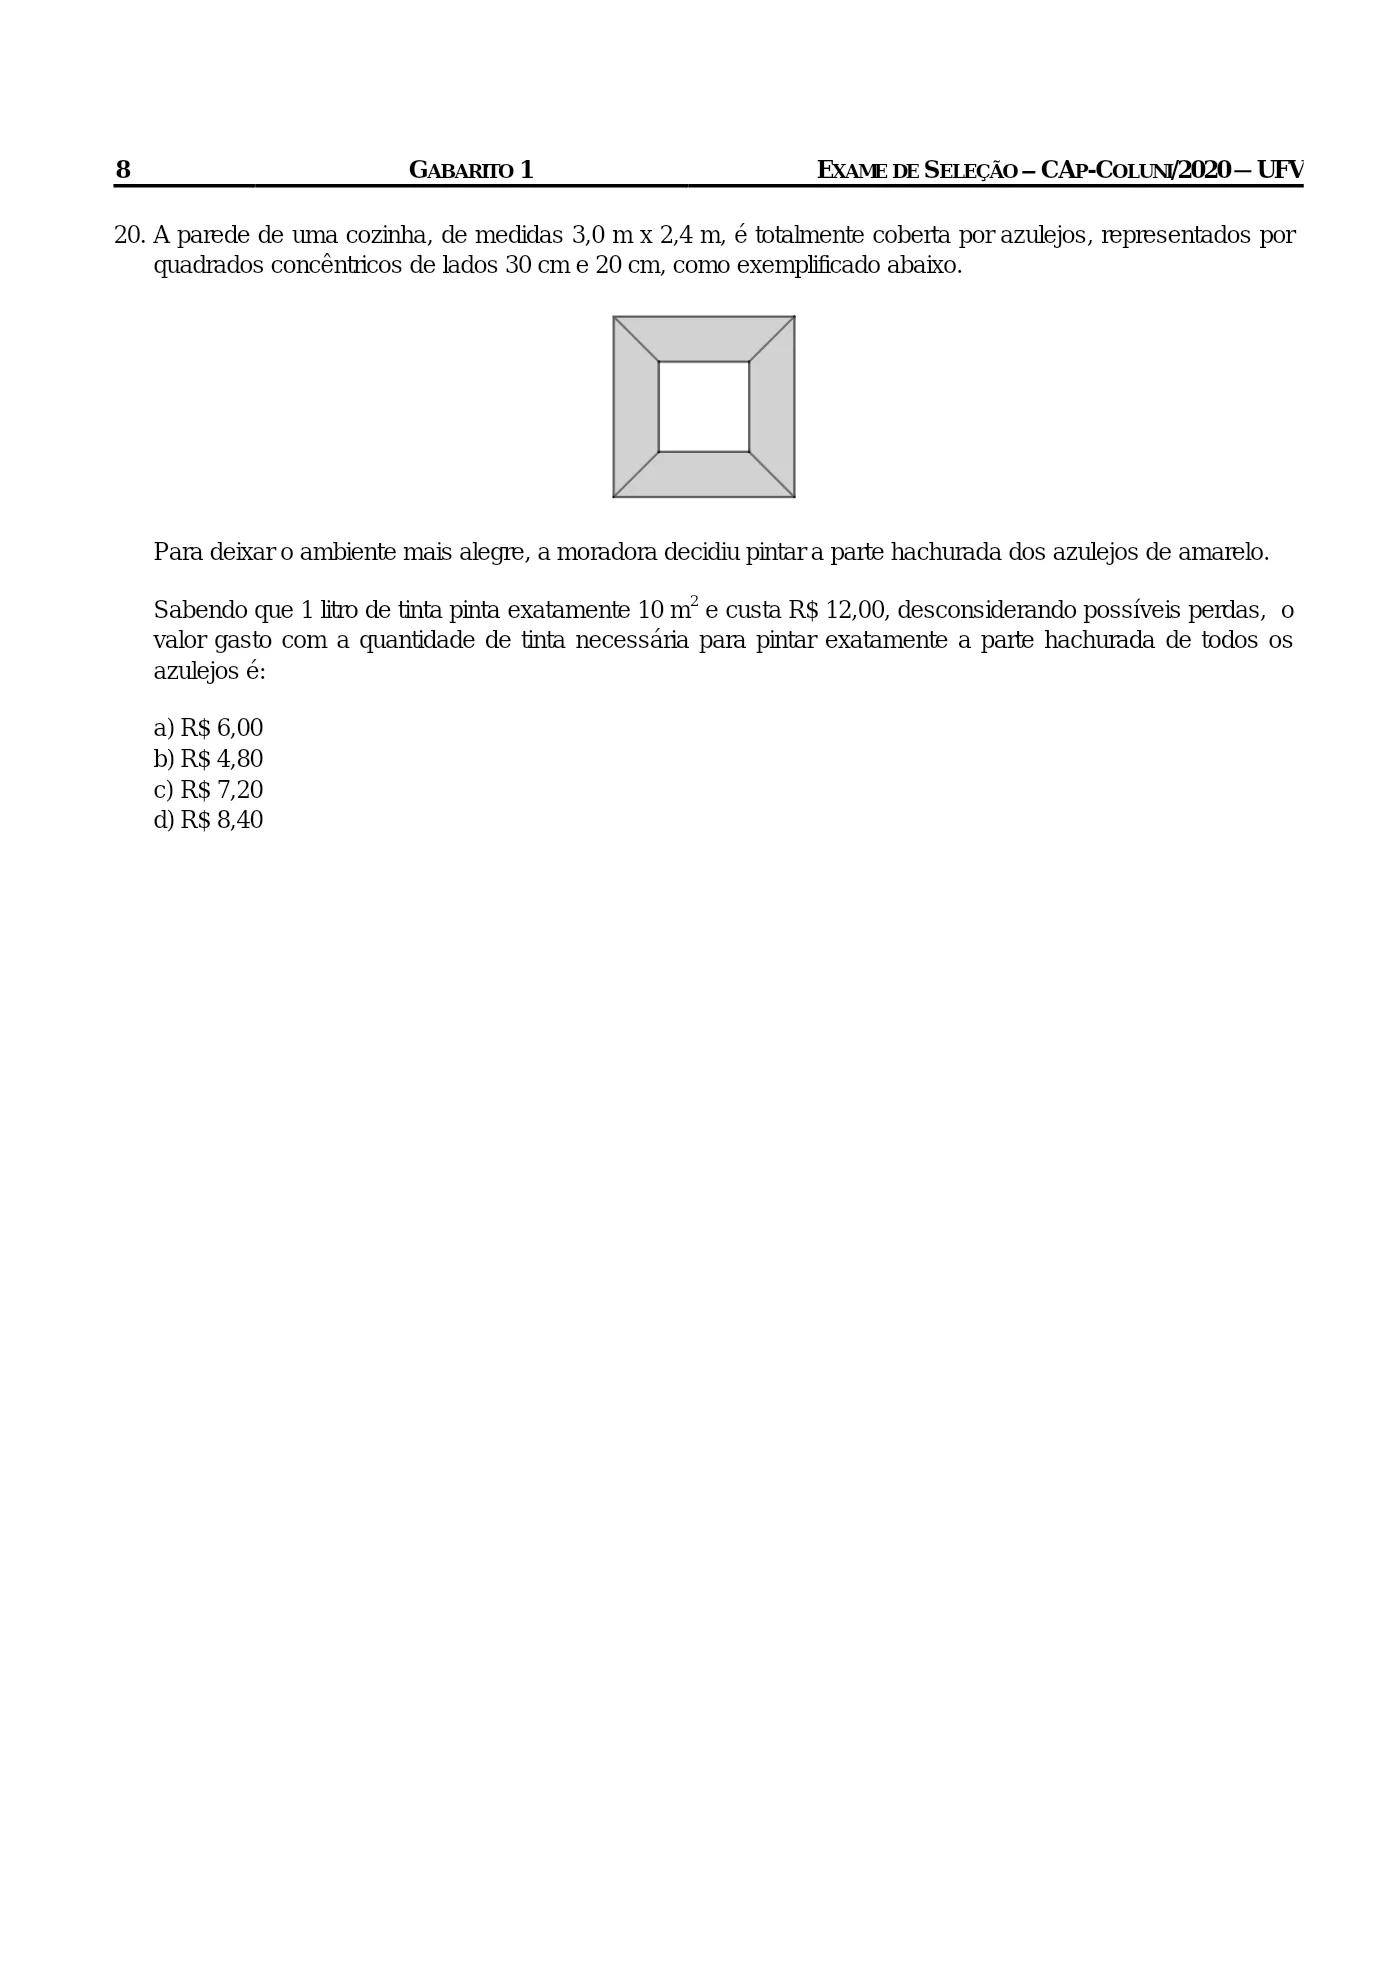 8 GABARITO 1 EXAME DE SELEÇÃO – CAP-COLUNI/2020 — UFV
20. A parede de uma cozinha, de medidas 3,0 m x 2,4 m, é totalmente coberta por azulejos, representados por
quadrados concêntricos de lados 30 cm e 20 cm, como exemplificado abaixo.
Para deixar o ambiente mais alegre, a moradora decidiu pintar a parte hachurada dos azulejos de amarelo.
Sabendo que 1 litro de tinta pinta exatamente 10 m² e custa R$ 12,00, desconsiderando possíveis perdas, o
valor gasto com a quantidade de tinta necessária para pintar exatamente a parte hachurada de todos os
azulejos é:
a) R$ 6,00
b) R$ 4,80
c) R$ 7,20
d) R$ 8,40